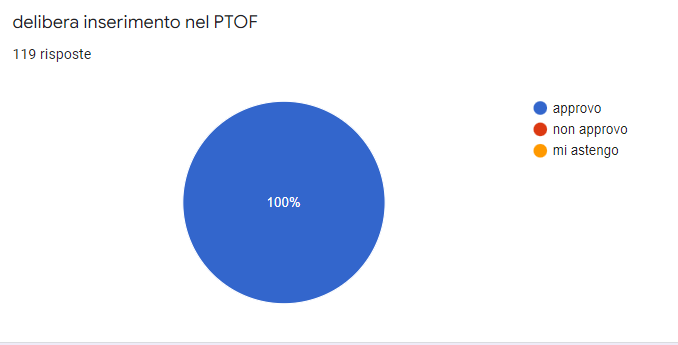 delibera inserimento nel PTOF
119 risposte
approvo
non approvo
mi astengo
100%